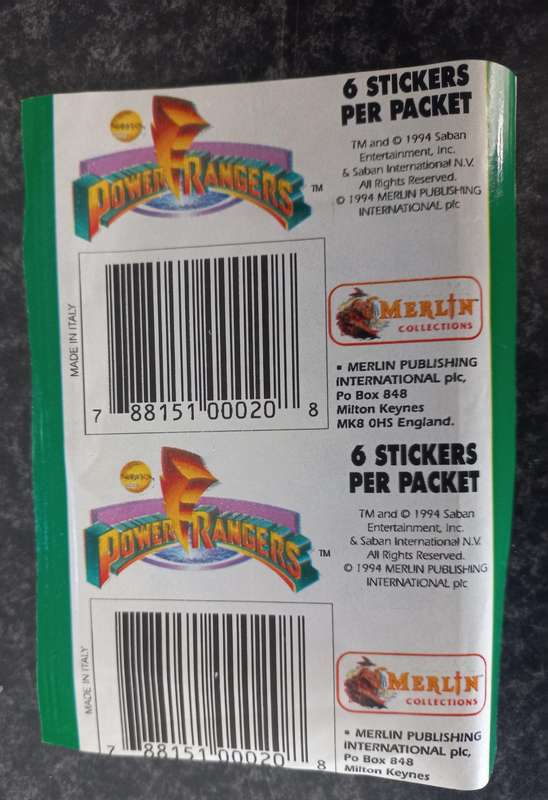 6 STICKERS
PER PACKET
POWER RANGERS ™
TM and © 1994 Saban
Entertainment, Inc.
& Saban International N.V.
All Rights Reserved.
© 1994 MERLIN PUBLISHING
INTERNATIONAL plc
MADE IN ITALY
7 88151 00020 8
MERLIN
COLLECTIONS
• MERLIN PUBLISHING
INTERNATIONAL plc,
Po Box 848
Milton Keynes
MK8 0HS England.
6 STICKERS
PER PACKET
POWER RANGERS ™
TM and © 1994 Saban
Entertainment, Inc.
& Saban International N.V.
All Rights Reserved.
© 1994 MERLIN PUBLISHING
INTERNATIONAL plc
MADE IN ITALY
7 88151 00020 8
MERLIN
COLLECTIONS
• MERLIN PUBLISHING
INTERNATIONAL plc,
Po Box 848
Milton Keynes